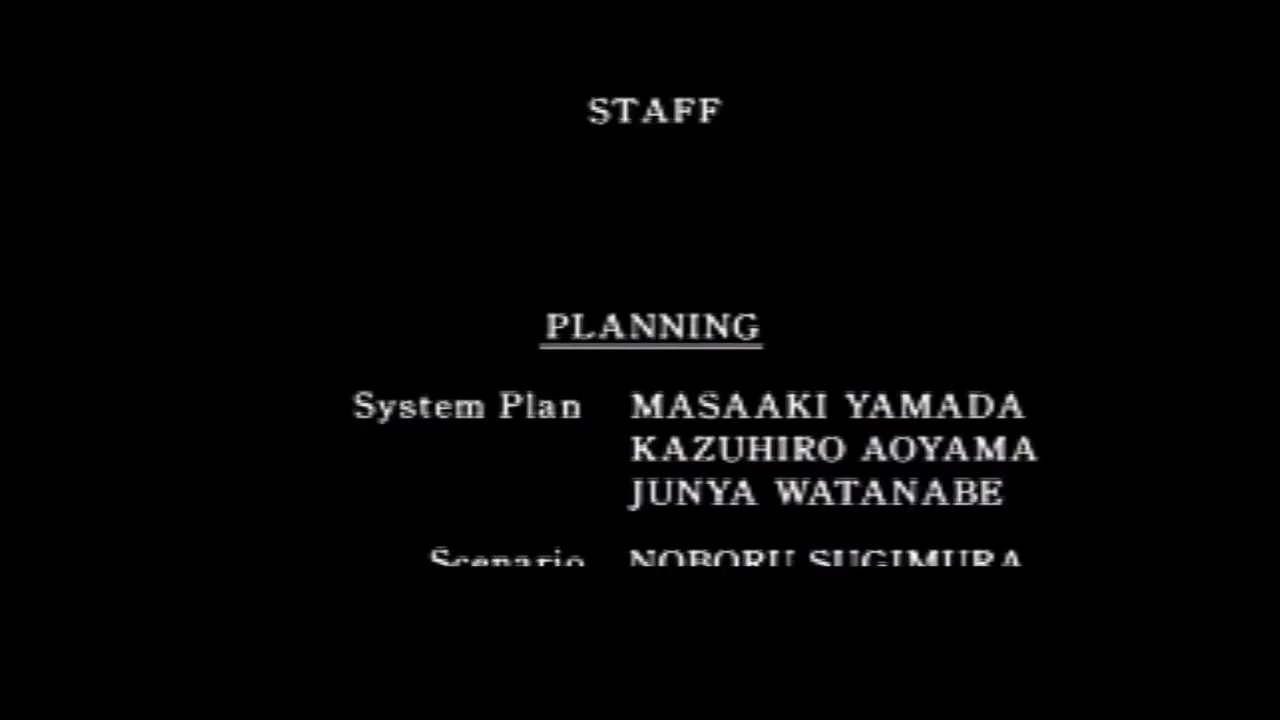 STAFF
PLANNING
System Plan MASAAKI YAMADA
KAZUHIRO AOYAMA
JUNYA WATANABE
Scenario NOBORU SUGIMURA